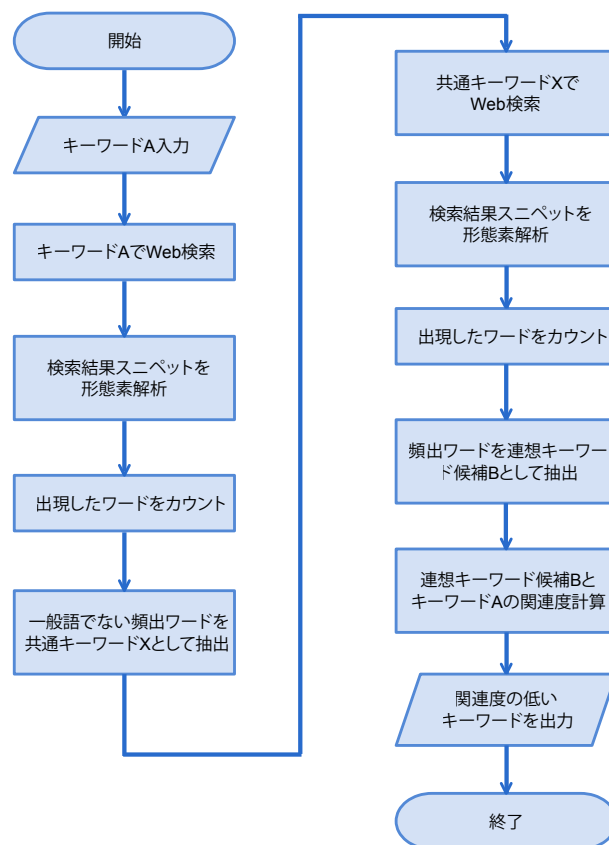 開始
キーワードA入力
キーワードAでWeb検索
検索結果スニペットを
形態素解析
出現したワードをカウント
一般語でない頻出ワードを
共通キーワードXとして抽出
共通キーワードXで
Web検索
検索結果スニペットを
形態素解析
出現したワードをカウント
頻出ワードを連想キーワー
ド候補Bとして抽出
連想キーワード候補Bと
キーワードAの関連度計算
関連度の低い
キーワードを出力
終了